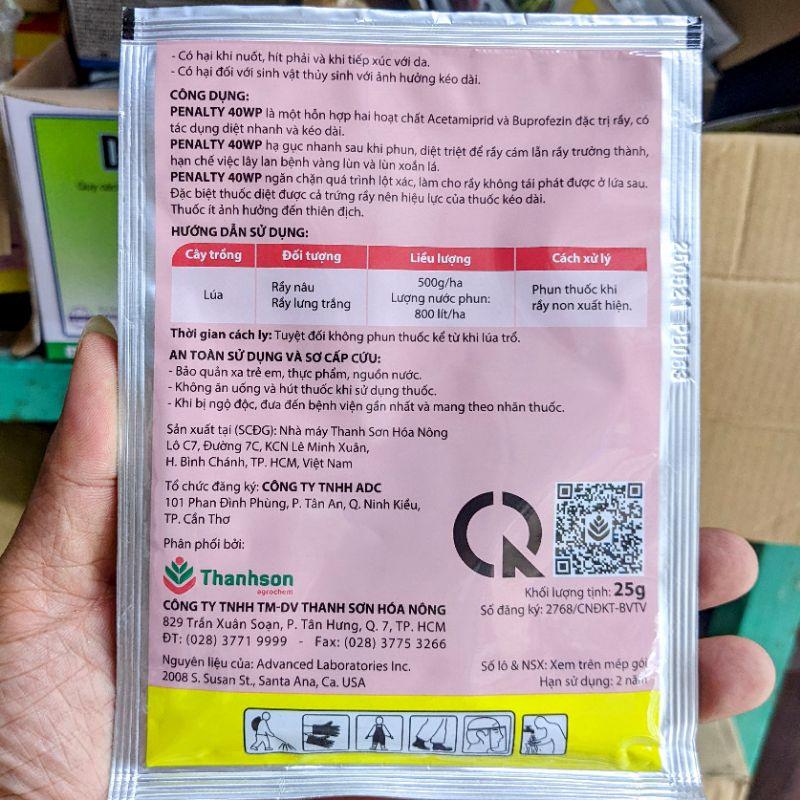 - Có hại khi nuốt, hít phải và khi tiếp xúc với da.
- Có hại đối với sinh vật thủy sinh với ảnh hưởng kéo dài.
CÔNG DỤNG:
PENALTY 40WP là một hỗn hợp hai hoạt chất Acetamiprid và Buprofezin đặc trị rầy, có
tác dụng diệt nhanh và kéo dài.
PENALTY 40WP hạ gục nhanh sau khi phun, diệt triệt để rầy cám lẫn rầy trưởng thành,
hạn chế việc lây lan bệnh vàng lùn và lùn xoắn lá.
PENALTY 40WP ngăn chặn quá trình lột xác, làm cho rầy không tái phát được ở lứa sau.
Đặc biệt thuốc diệt được cả trứng rầy nên hiệu lực của thuốc kéo dài.
Thuốc ít ảnh hưởng đến thiên địch.
HƯỚNG DẪN SỬ DỤNG:
Cây trồng Đối tượng Liều lượng Cách xử lý
Lúa
Rầy nâu
Rầy lưng trắng
500g/ha
Lượng nước phun:
800 lít/ha
Phun thuốc khi
rầy non xuất hiện.
Thời gian cách ly: Tuyệt đối không phun thuốc kể từ khi lúa trổ.
AN TOÀN SỬ DỤNG VÀ SƠ CẤP CỨU:
- Bảo quản xa trẻ em, thực phẩm, nguồn nước.
- Không ăn uống và hút thuốc khi sử dụng thuốc.
- Khi bị ngộ độc, đưa đến bệnh viện gần nhất và mang theo nhãn thuốc.
Sản xuất tại (SCĐG): Nhà máy Thanh Sơn Hóa Nông
Lô C7, Đường 7C, KCN Lê Minh Xuân,
H. Bình Chánh, TP. HCM, Việt Nam
Tổ chức đăng ký: CÔNG TY TNHH ADC
101 Phan Đình Phùng, P. Tân An, Q. Ninh Kiều,
TP. Cần Thơ
Phân phối bởi:
Thanhson
agrochem
CÔNG TY TNHH TM-DV THANH SƠN HÓA NÔNG
829 Trần Xuân Soạn, P. Tân Hưng, Q. 7, TP. HCM
ĐT: (028) 3771 9999 - Fax: (028) 3775 3266
Nguyên liệu của: Advanced Laboratories Inc.
2008 S. Susan St., Santa Ana, Ca. USA
Khối lượng tịnh: 25g
Số đăng ký: 2768/CNĐKT-BVTV
Số lô & NSX: Xem trên mép gói
Hạn sử dụng: 2 năm